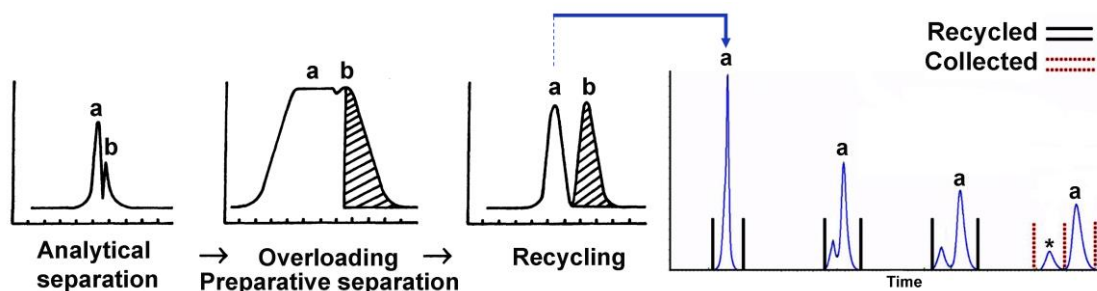 a
b
Analytical
separation
→
a b
Overloading
Preparative separation
→
a b
Recycling
a
a
a
* a
Time
Recycled
Collected